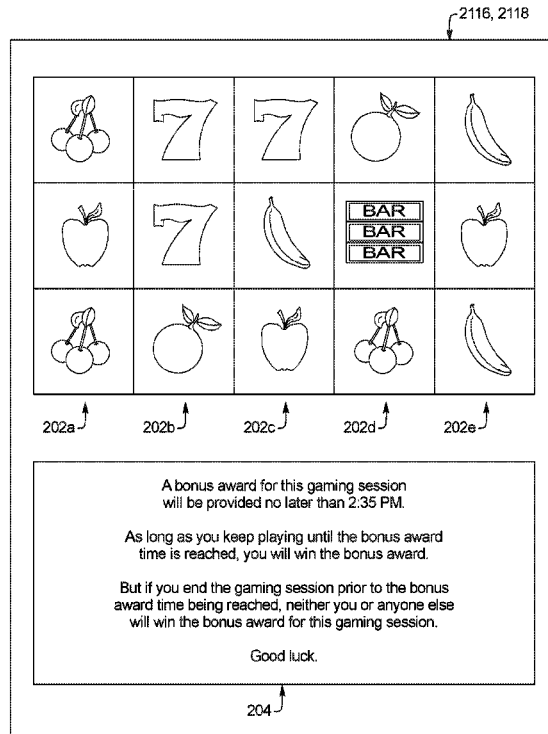 2116, 2118
7 7
7
BAR
BAR
BAR
202a 202b 202c 202d 202e
A bonus award for this gaming session
will be provided no later than 2:35 PM.
As long as you keep playing until the bonus award
time is reached, you will win the bonus award.
But if you end the gaming session prior to the bonus
award time being reached, neither you or anyone else
will win the bonus award for this gaming session.
Good luck.
204